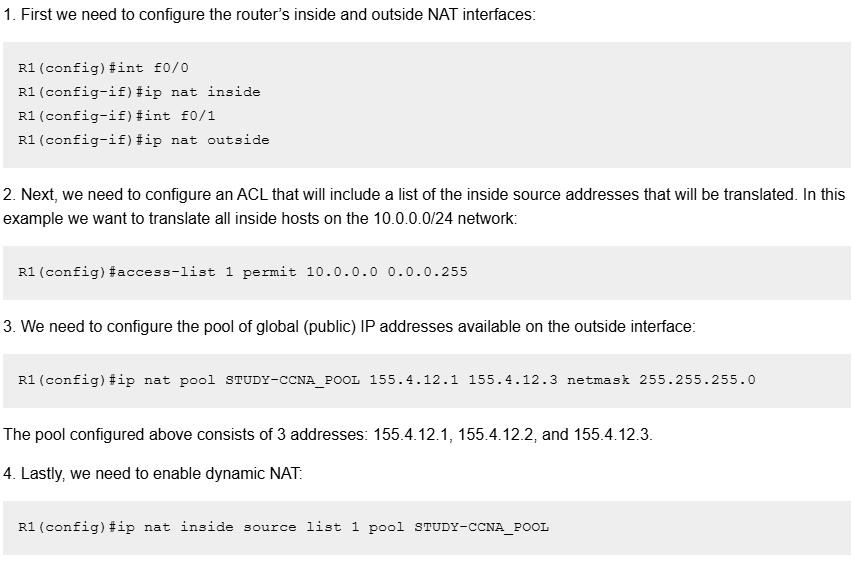 1. First we need to configure the router's inside and outside NAT interfaces:
R1(config)#int f0/0
R1(config-if)#ip nat inside
R1(config-if)#int f0/1
R1(config-if)#ip nat outside
2. Next, we need to configure an ACL that will include a list of the inside source addresses that will be translated. In this
example we want to translate all inside hosts on the 10.0.0.0/24 network:
R1(config)#access-list 1 permit 10.0.0.0 0.0.0.255
3. We need to configure the pool of global (public) IP addresses available on the outside interface:
R1(config)#ip nat pool STUDY-CCNA_POOL 155.4.12.1 155.4.12.3 netmask 255.255.255.0
The pool configured above consists of 3 addresses: 155.4.12.1, 155.4.12.2, and 155.4.12.3.
4. Lastly, we need to enable dynamic NAT:
R1(config)#ip nat inside source list 1 pool STUDY-CCNA_POOL